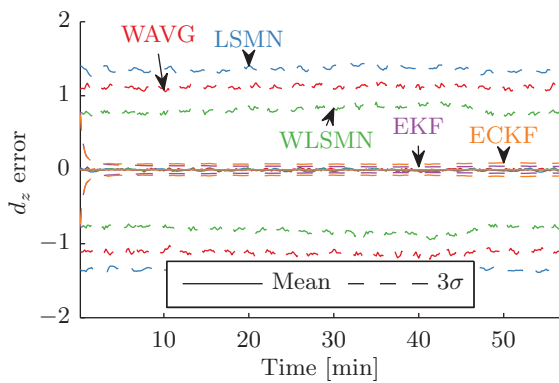 2
WAVG
LSMN
1
WLSMN
EKF
ECKF
0
d_z error
−1
Mean
3σ
−2
10
20
30
40
50
Time [min]